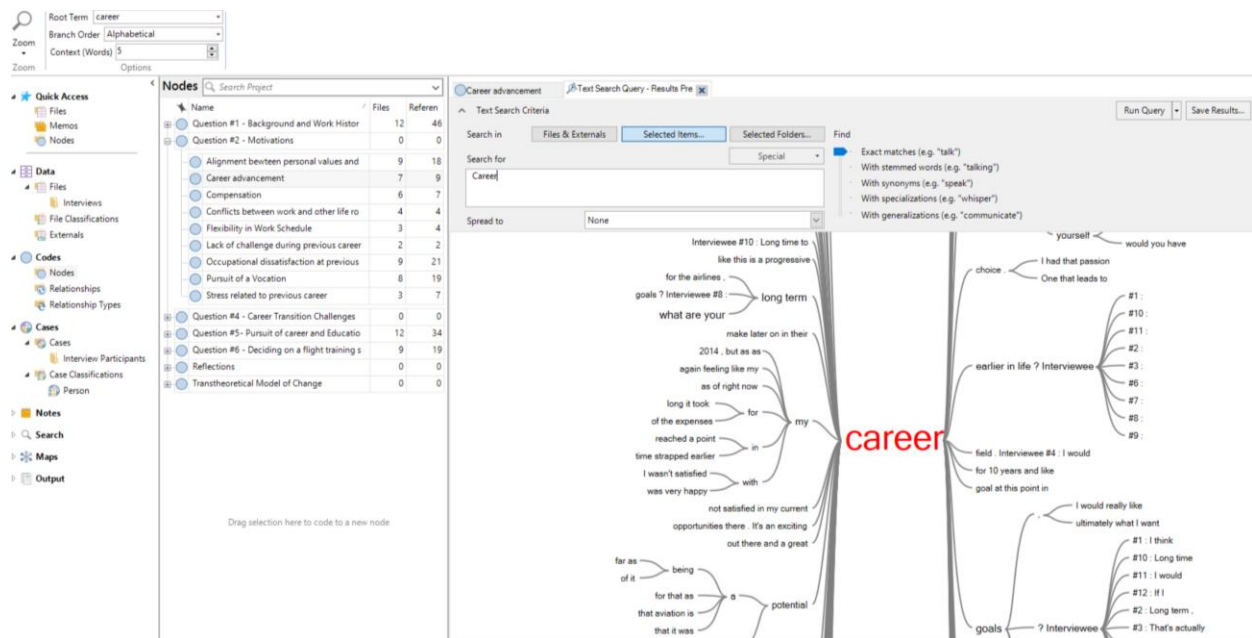 Zoom
Zoom
Root Term career
Branch Order Alphabetical
Context (Words) 5
Options
Quick Access
Files
Memos
Nodes
Data
Files
Interviews
File Classifications
Externals
Codes
Nodes
Relationships
Relationship Types
Cases
Cases
Interview Participants
Case Classifications
Person
Notes
Search
Maps
Output
Nodes Search Project
Name Files Referen
Question #1 - Background and Work Histor 12 46
Question #2 - Motivations 0 0
Alignment bewteen personal values and 9 18
Career advancement 7 9
Compensation 6 7
Conflicts between work and other life ro 4 4
Flexibility in Work Schedule 3 4
Lack of challenge during previous career 2 2
Occupational dissatisfaction at previous 9 21
Pursuit of a Vocation 8 19
Stress related to previous career 3 7
Question #4 - Career Transition Challenges 0 0
Question #5- Pursuit of career and Educatio 12 34
Question #6 - Deciding on a flight training s 9 19
Reflections 0 0
Transtheoretical Model of Change 0 0
Drag selection here to code to a new node
Career advancement
Text Search Query - Results Pre
Text Search Criteria
Run Query
Save Results...
Search in
Files & Externals
Selected Items...
Selected Folders...
Find
Search for
Special
Career
Spread to
None
Exact matches (e.g. "talk")
With stemmed words (e.g. "talking")
With synonyms (e.g. "speak")
With specializations (e.g. "whisper")
With generalizations (e.g. "communicate")
Interviewee #10 : Long time to
like this is a progressive
for the airlines ,
goals ? Interviewee #8 :
what are your
long term
make later on in their
2014 , but as as
again feeling like my
as of right now
long it took
of the expenses
for
reached a point
time strapped earlier
in
I wasn't satisfied
was very happy
with
my
not satisfied in my current
opportunities there . It's an exciting
out there and a great
far as
of it
being
for that as
that aviation is
that it was
a
potential
career
yourself
would you have
choice .
I had that passion
One that leads to
earlier in life ? Interviewee
#1 :
#10 :
#11 :
#2 :
#3 :
#6 :
#7 :
#8 :
#9 :
field . Interviewee #4 : I would
for 10 years and like
goal at this point in
goals
.
I would really like
ultimately what I want
? Interviewee
#1 : I think
#10 : Long time
#11 : I would
#12 : If I
#2 : Long term ,
#3 : That's actually